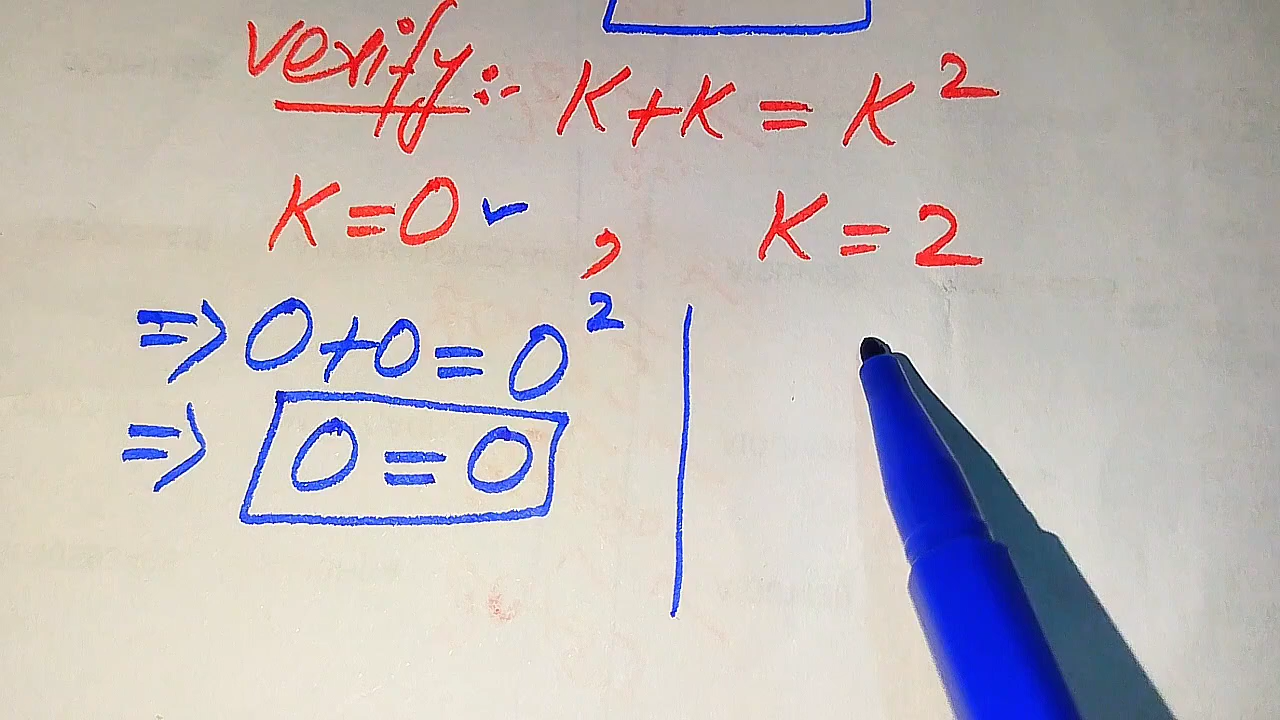 Verify:- K+K = K²
K=0 ✓ , K=2
=> 0+0=0²
=> 0=0